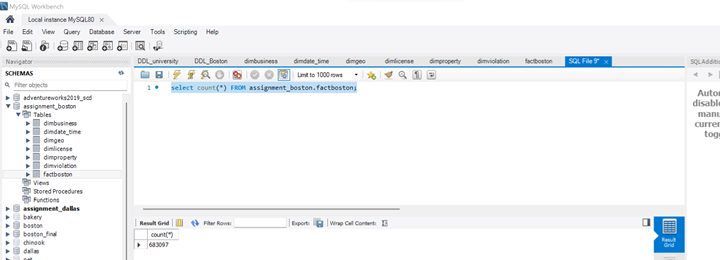 MySQL Workbench
Local instance MySQL80
File Edit View Query Database Server Tools Scripting Help
Navigator
SCHEMAS
Filter objects
adventureworks2019_scd
assignment_boston
Tables
dimbusiness
dimdate_time
dimgeo
dimlicense
dimproperty
dimviolation
factboston
Views
Stored Procedures
Functions
assignment_dallas
bakery
boston
boston_final
chinook
dallas
DDL_university DDL_Boston dimbusiness dimdate_time dimgeo dimlicense dimproperty dimviolation factboston SQL File 9*
Limit to 1000 rows
1 select count(*) FROM assignment_boston.factboston;
Result Grid Filter Rows: Export: Wrap Cell Content:
count(*)
683097
Result
Grid
SQLAddition
Autor
disable
manu
curren
togg